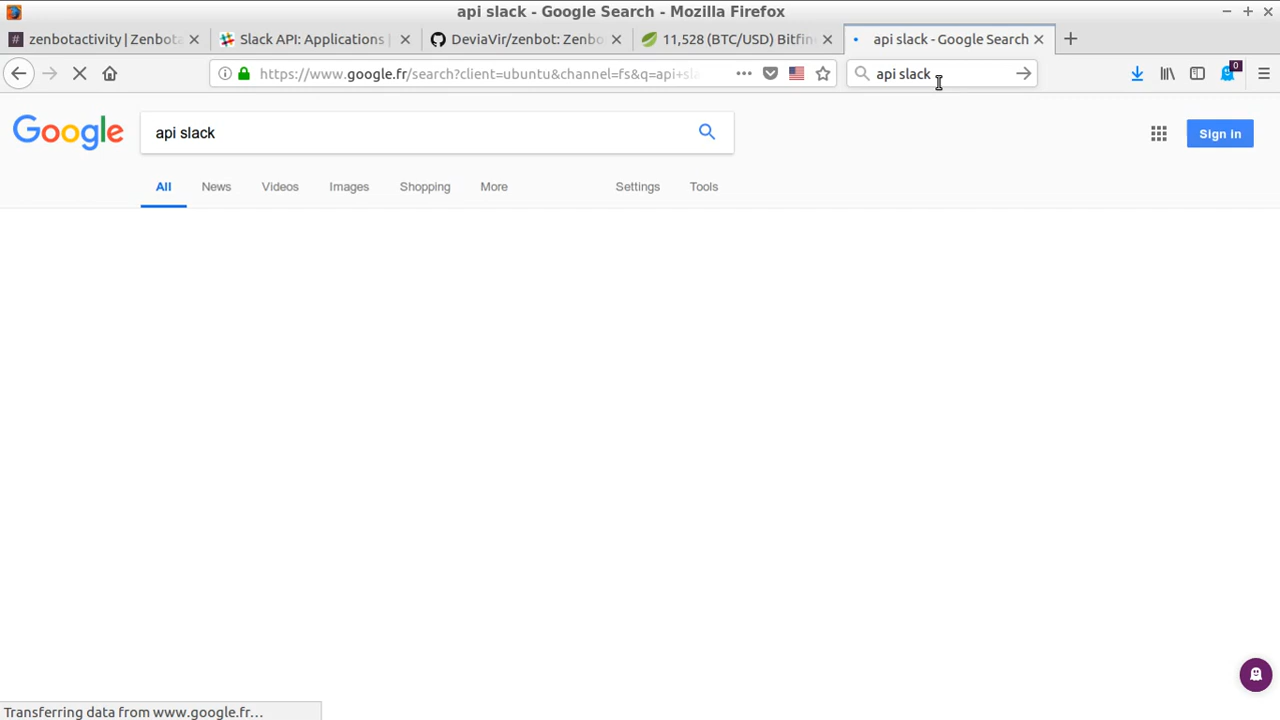 api slack - Google Search - Mozilla Firefox
zenbotactivity | Zenbot
Slack API: Applications |
DeviaVir/zenbot: Zenbo
11,528 (BTC/USD) Bitfin
api slack - Google Search
https://www.google.fr/search?client=ubuntu&channel=fs&q=api+sl
api slack
0
Google
api slack
Sign in
All
News
Videos
Images
Shopping
More
Settings
Tools
Transferring data from www.google.fr…